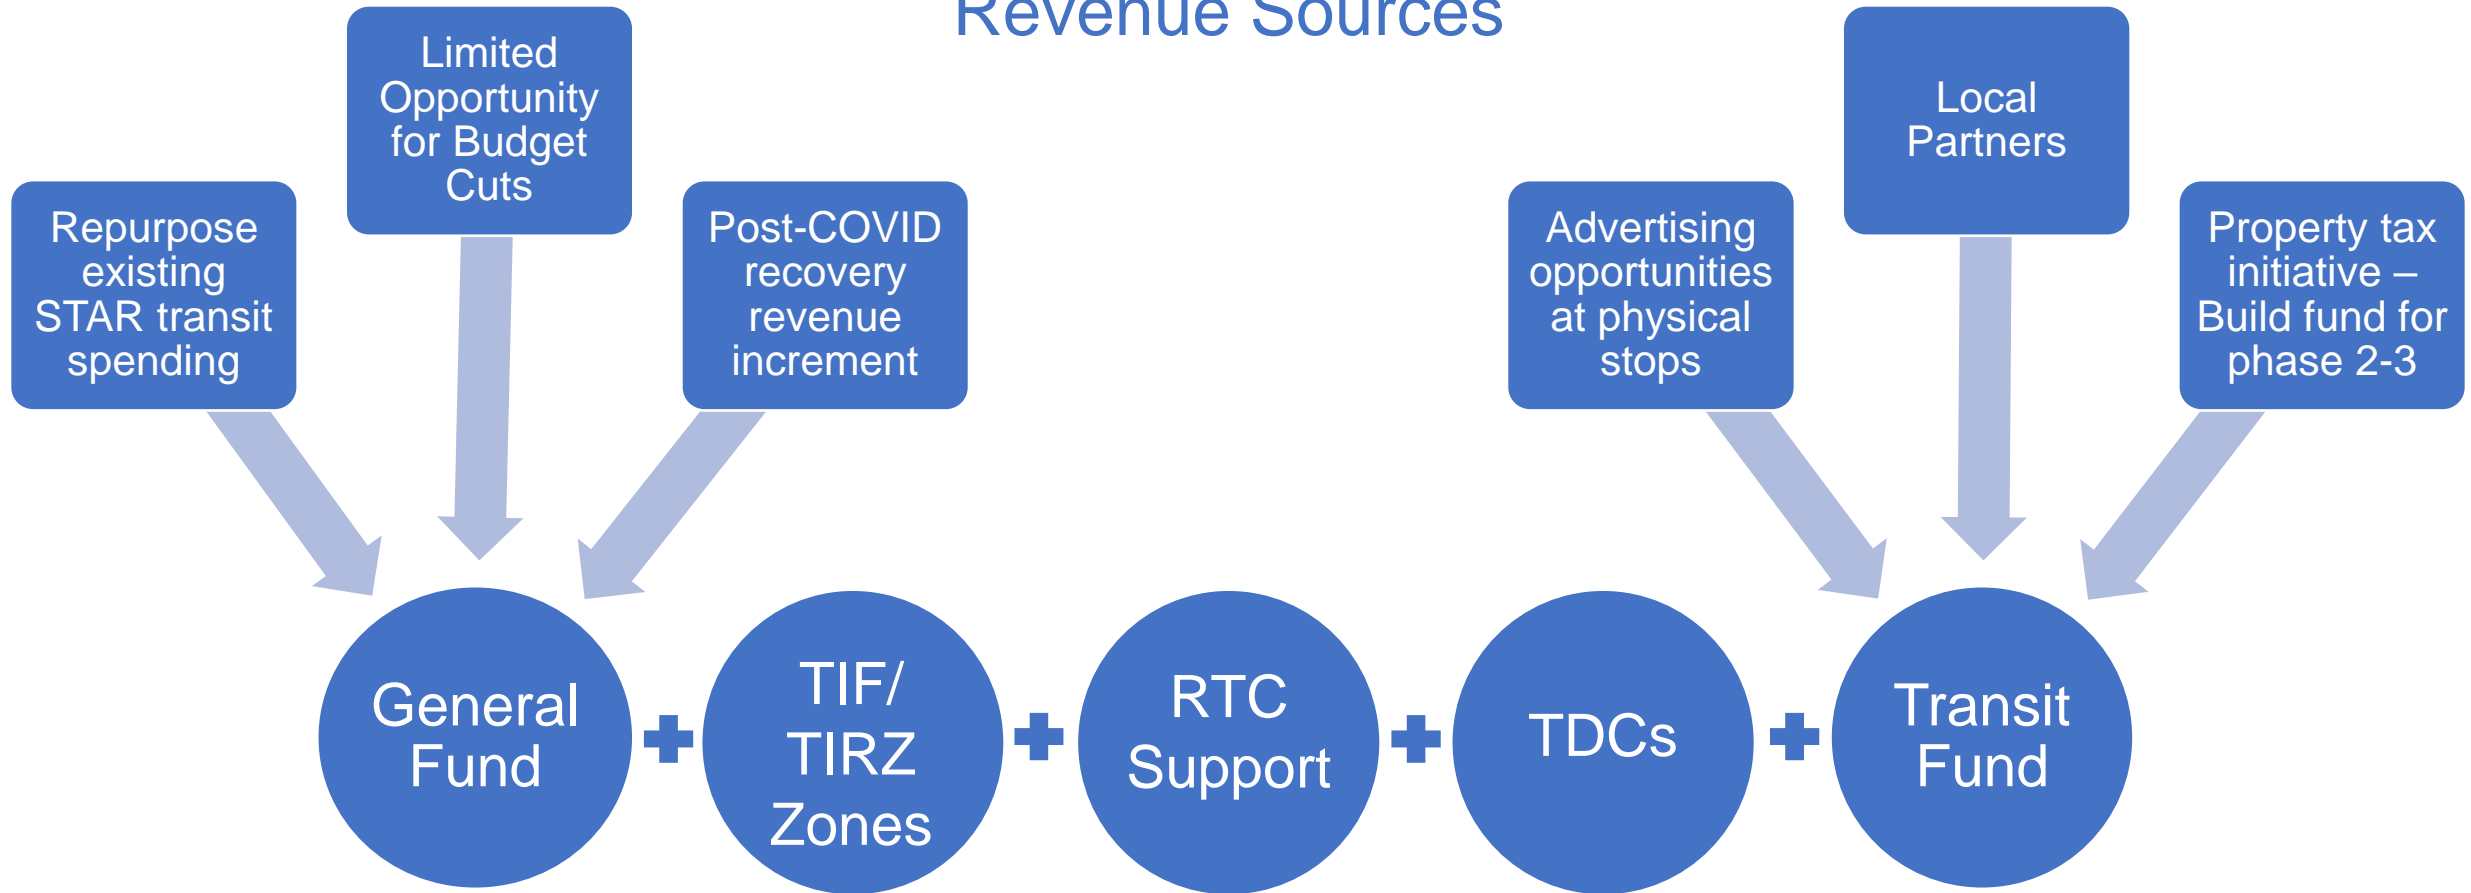 Revenue Sources
Limited
Opportunity
for Budget
Cuts
Local
Partners
Repurpose
existing
STAR transit
spending
Post-COVID
recovery
revenue
increment
Advertising
opportunities
at physical
stops
Property tax
initiative –
Build fund for
phase 2-3
General
Fund
TIF/
TIRZ
Zones
RTC
Support
TDCs
Transit
Fund